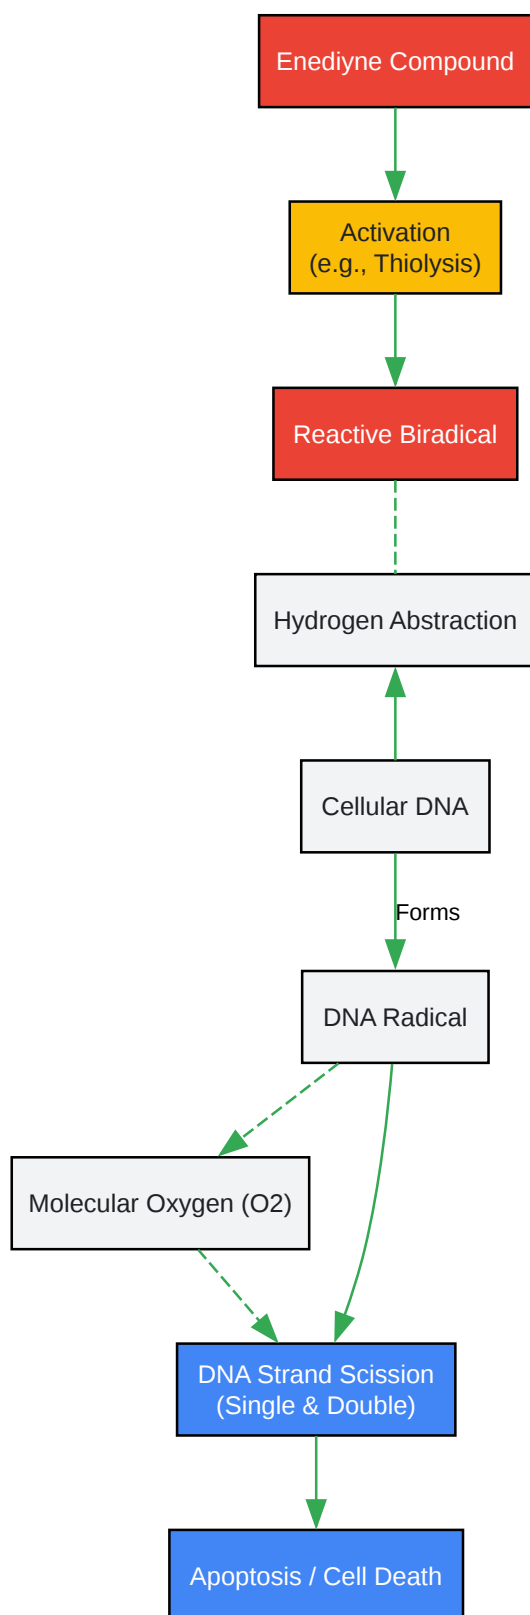 Enediyne Compound
Activation
(e.g., Thiolysis)
Reactive Biradical
Hydrogen Abstraction
Cellular DNA
Forms
DNA Radical
Molecular Oxygen (O2)
DNA Strand Scission
(Single & Double)
Apoptosis / Cell Death